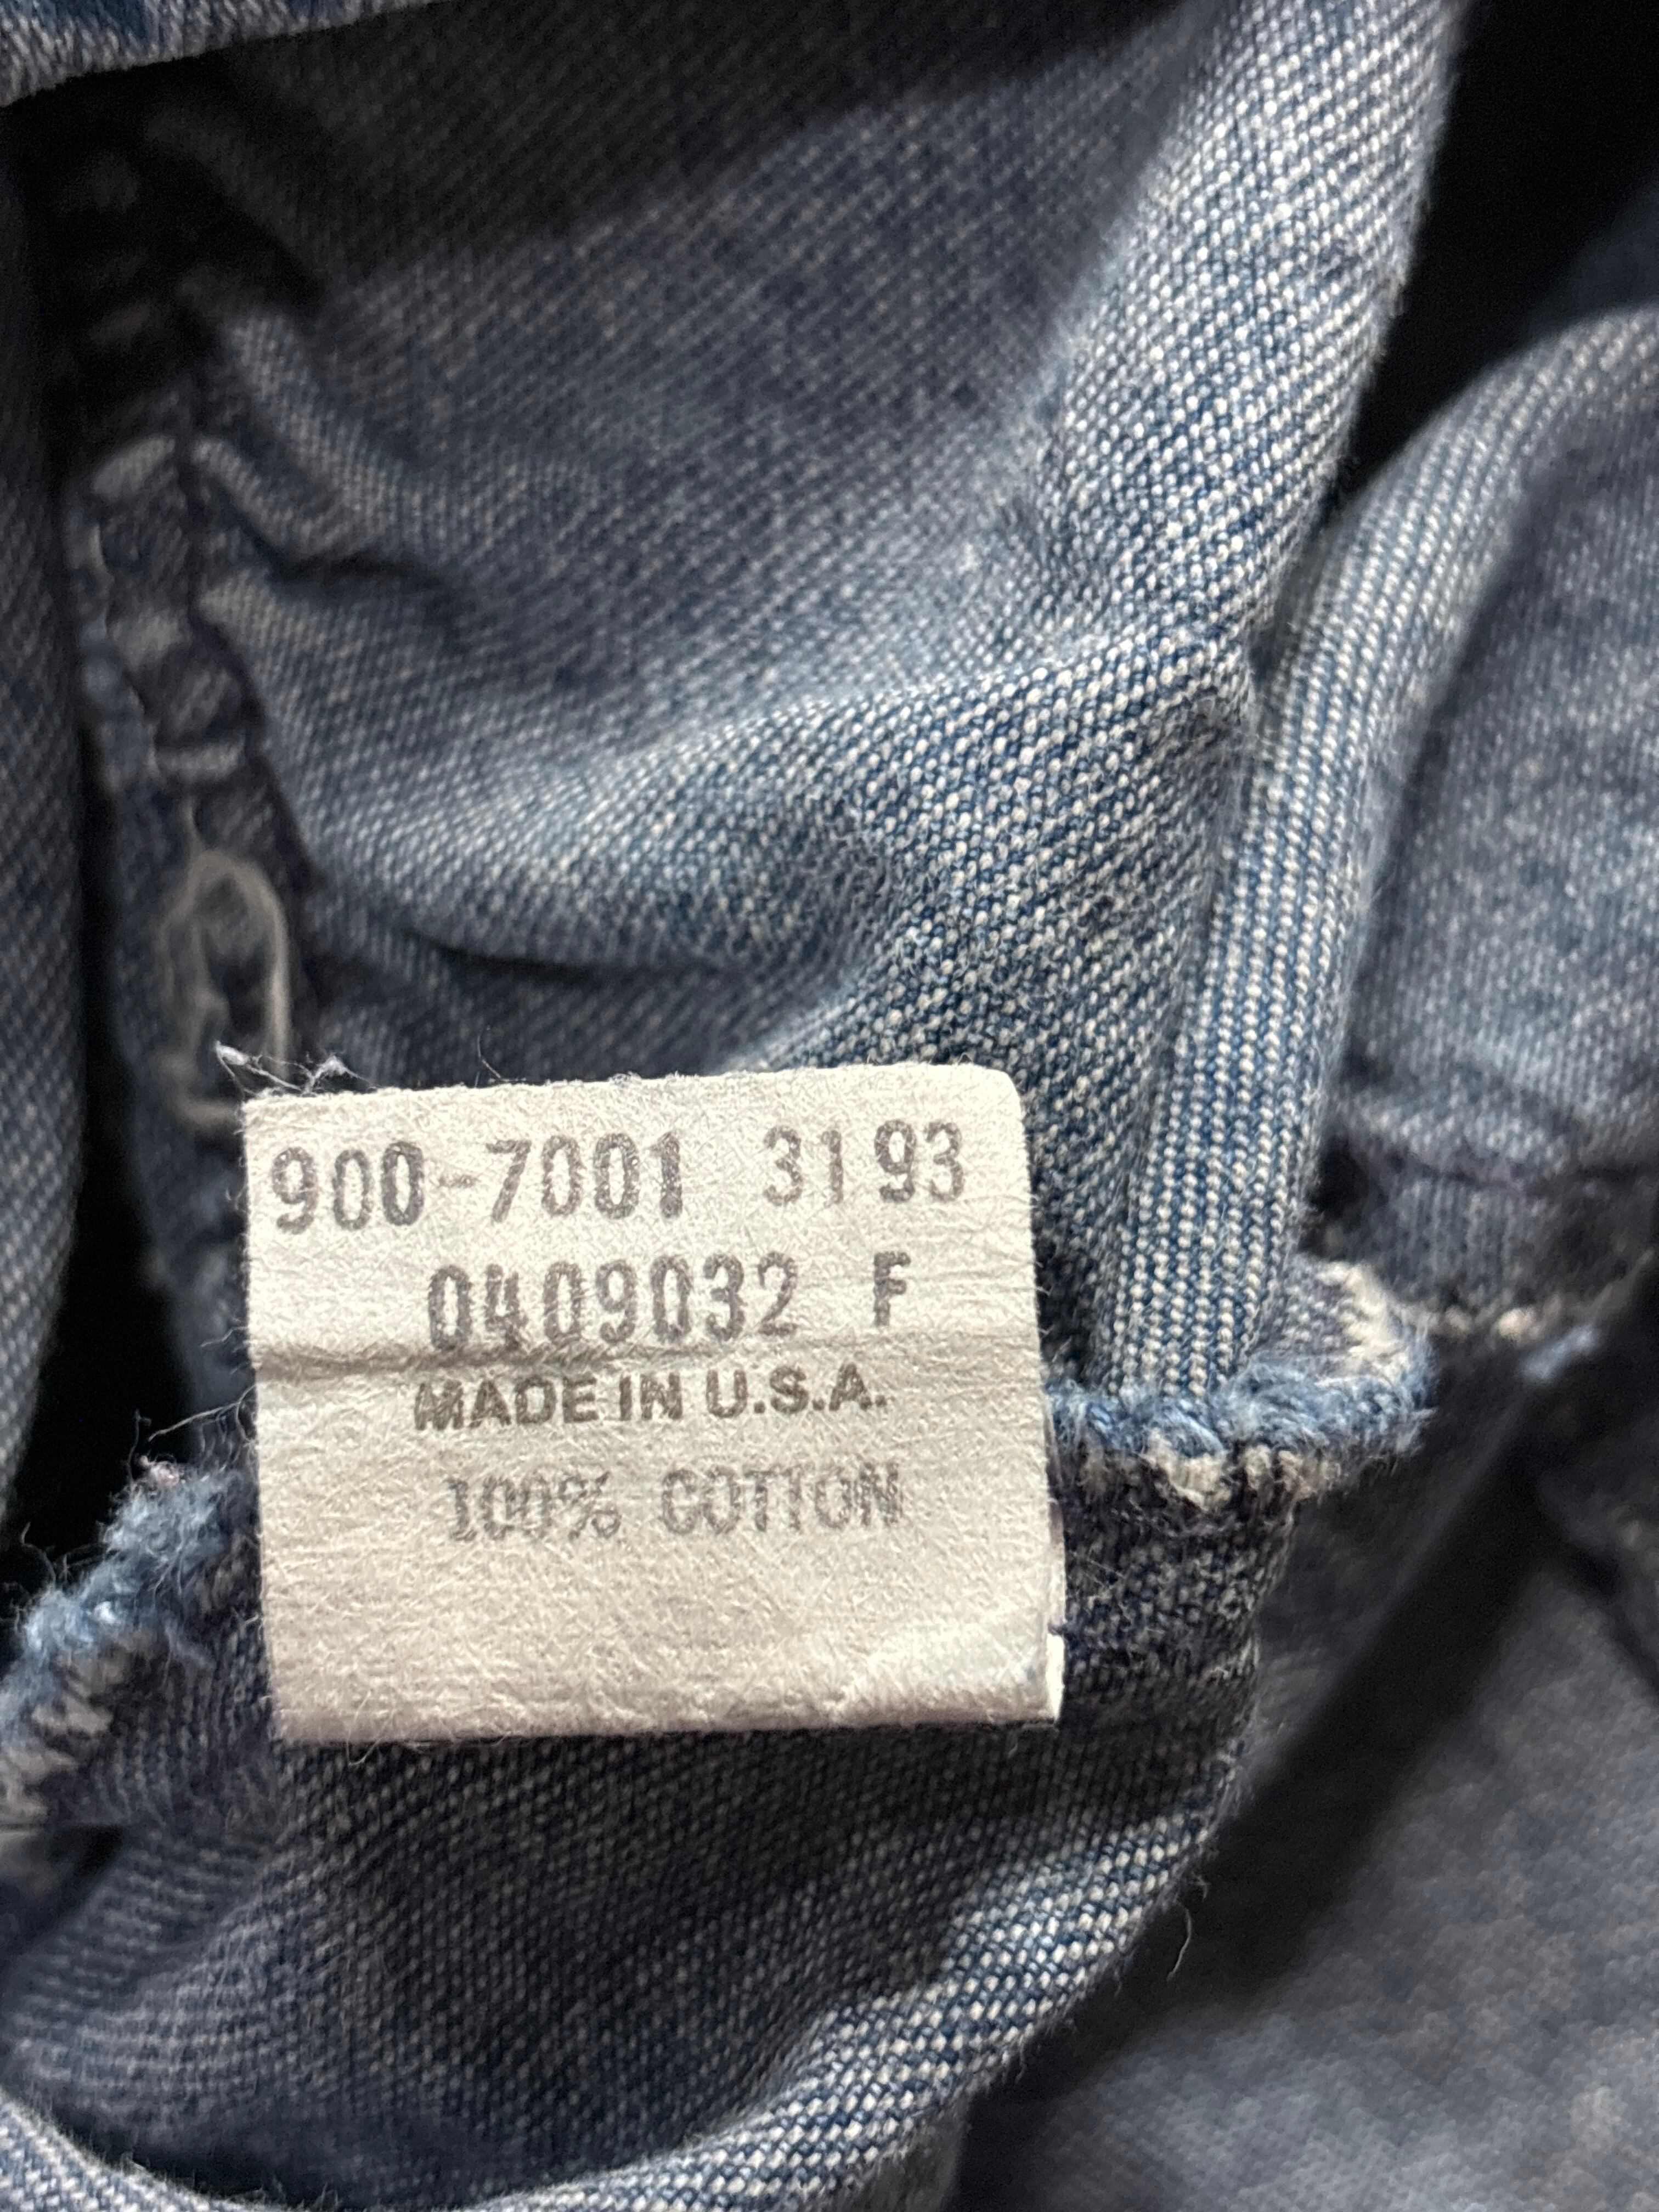 900-7001 3193
0409032 F
MADE IN U.S.A.
100% COTTON